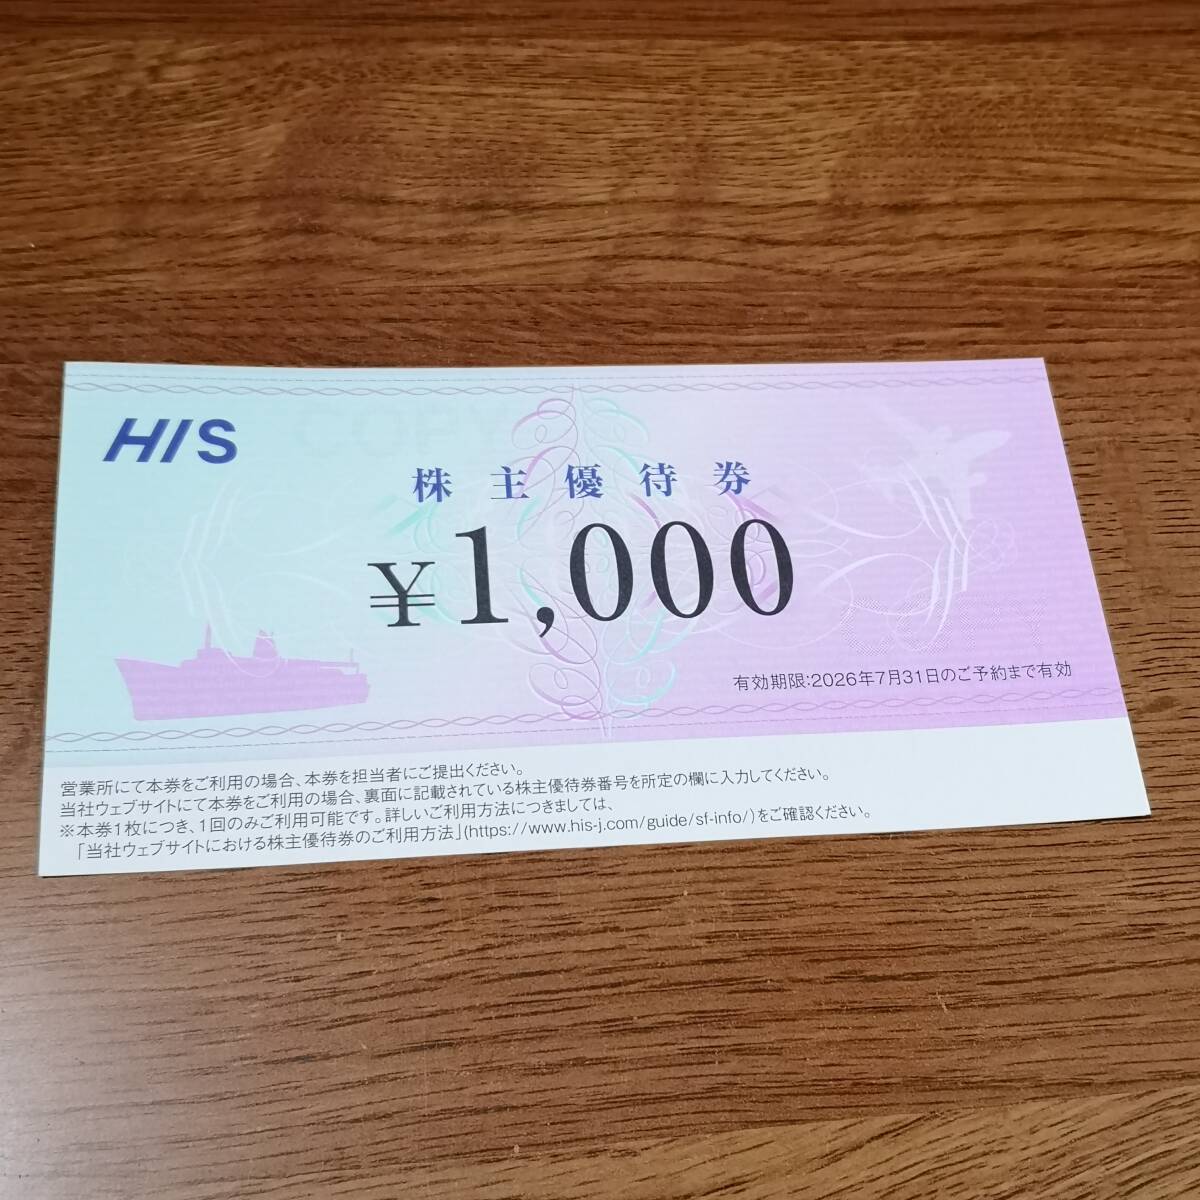 HIS
COPY
株主優待券
¥1,000
有効期限:2026年7月31日のご予約まで有効
営業所にて本券をご利用の場合、本券を担当者にご提出ください。
当社ウェブサイトにて本券をご利用の場合、裏面に記載されている株主優待券番号を所定の欄に入力してください。
※本券1枚につき、1回のみご利用可能です。詳しいご利用方法につきましては、
「当社ウェブサイトにおける株主優待券のご利用方法」(https://www.his-j.com/guide/sf-info/)をご確認ください。